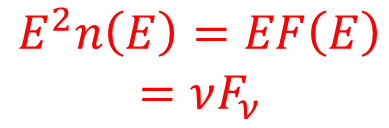 E²n(E) = EF(E)
= νF_ν